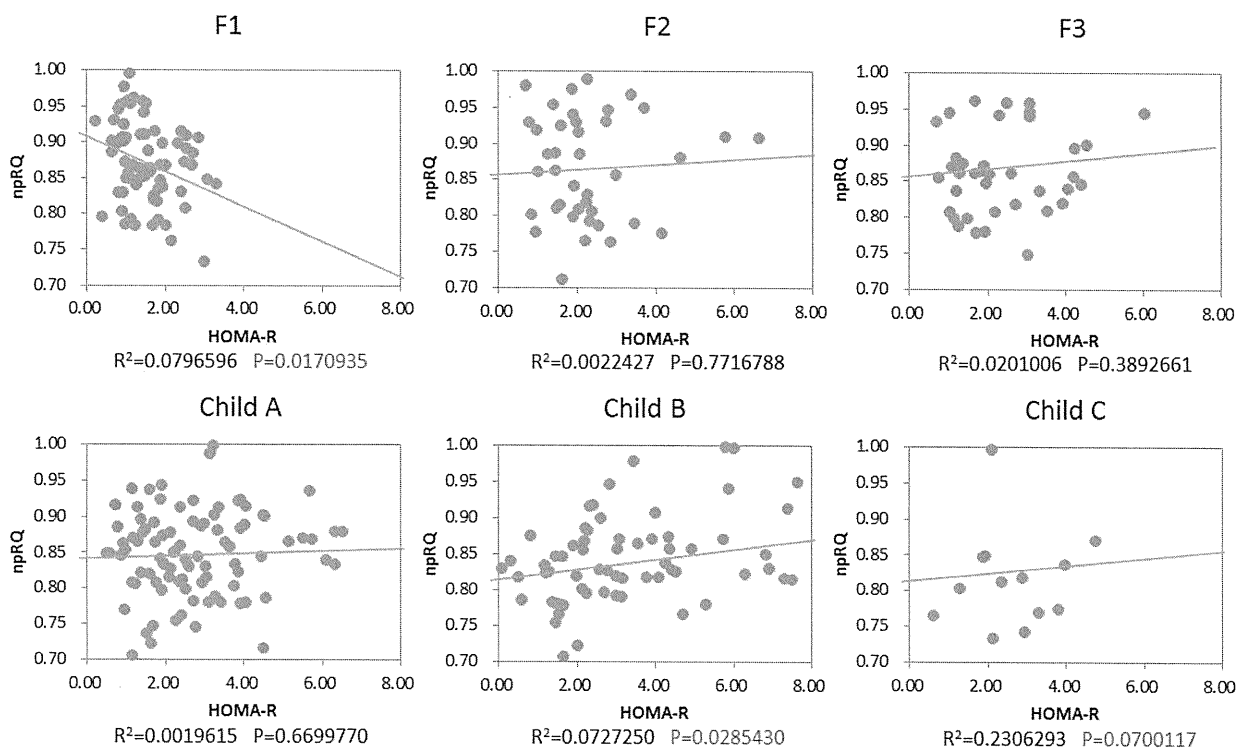 F1
F2
F3
1.00
0.95
0.90
0.85
0.80
0.75
0.70
npRQ
0.00 2.00 4.00 6.00 8.00
HOMA-R
R²=0.0796596 P=0.0170935
1.00
0.95
0.90
0.85
0.80
0.75
0.70
npRQ
0.00 2.00 4.00 6.00 8.00
HOMA-R
R²=0.0022427 P=0.7716788
1.00
0.95
0.90
0.85
0.80
0.75
0.70
npRQ
0.00 2.00 4.00 6.00 8.00
HOMA-R
R²=0.0201006 P=0.3892661
Child A
Child B
Child C
1.00
0.95
0.90
0.85
0.80
0.75
0.70
npRQ
0.00 2.00 4.00 6.00 8.00
HOMA-R
R²=0.0019615 P=0.6699770
1.00
0.95
0.90
0.85
0.80
0.75
0.70
npRQ
0.00 2.00 4.00 6.00 8.00
HOMA-R
R²=0.0727250 P=0.0285430
1.00
0.95
0.90
0.85
0.80
0.75
0.70
npRQ
0.00 2.00 4.00 6.00 8.00
HOMA-R
R²=0.2306293 P=0.0700117